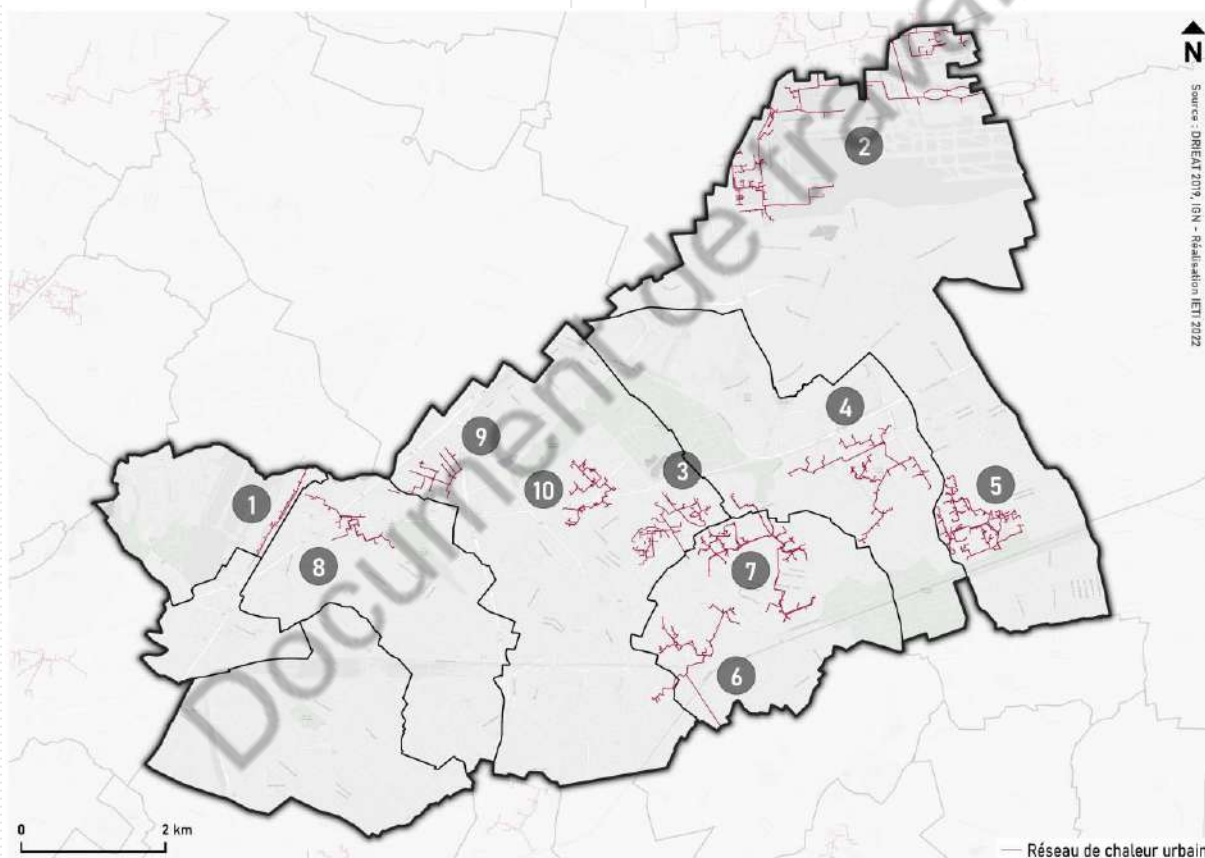 N
Source : DRIEAT 2019, IGN - Réalisation IETI 2022
2
4
9
3
10
5
1
8
7
6
Document de travai
0 2 km
Réseau de chaleur urbain